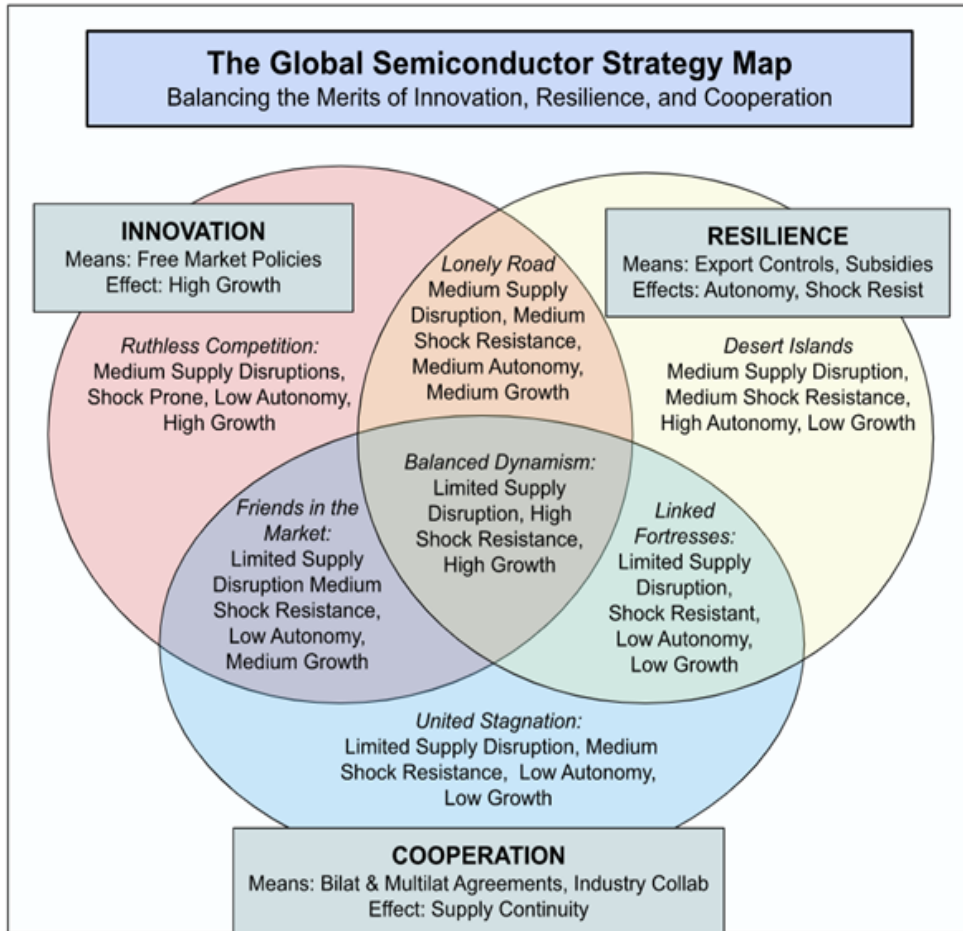 The Global Semiconductor Strategy Map
Balancing the Merits of Innovation, Resilience, and Cooperation
INNOVATION
Means: Free Market Policies
Effect: High Growth
RESILIENCE
Means: Export Controls, Subsidies
Effects: Autonomy, Shock Resist
Lonely Road
Medium Supply
Disruption, Medium
Shock Resistance,
Medium Autonomy,
Medium Growth
Ruthless Competition:
Medium Supply Disruptions,
Shock Prone, Low Autonomy,
High Growth
Desert Islands
Medium Supply Disruption,
Medium Shock Resistance,
High Autonomy, Low Growth
Balanced Dynamism:
Limited Supply
Disruption, High
Shock Resistance,
High Growth
Friends in the
Market:
Limited Supply
Disruption Medium
Shock Resistance,
Low Autonomy,
Medium Growth
Linked
Fortresses:
Limited Supply
Disruption,
Shock Resistant,
Low Autonomy,
Low Growth
United Stagnation:
Limited Supply Disruption, Medium
Shock Resistance, Low Autonomy,
Low Growth
COOPERATION
Means: Bilat & Multilat Agreements, Industry Collab
Effect: Supply Continuity